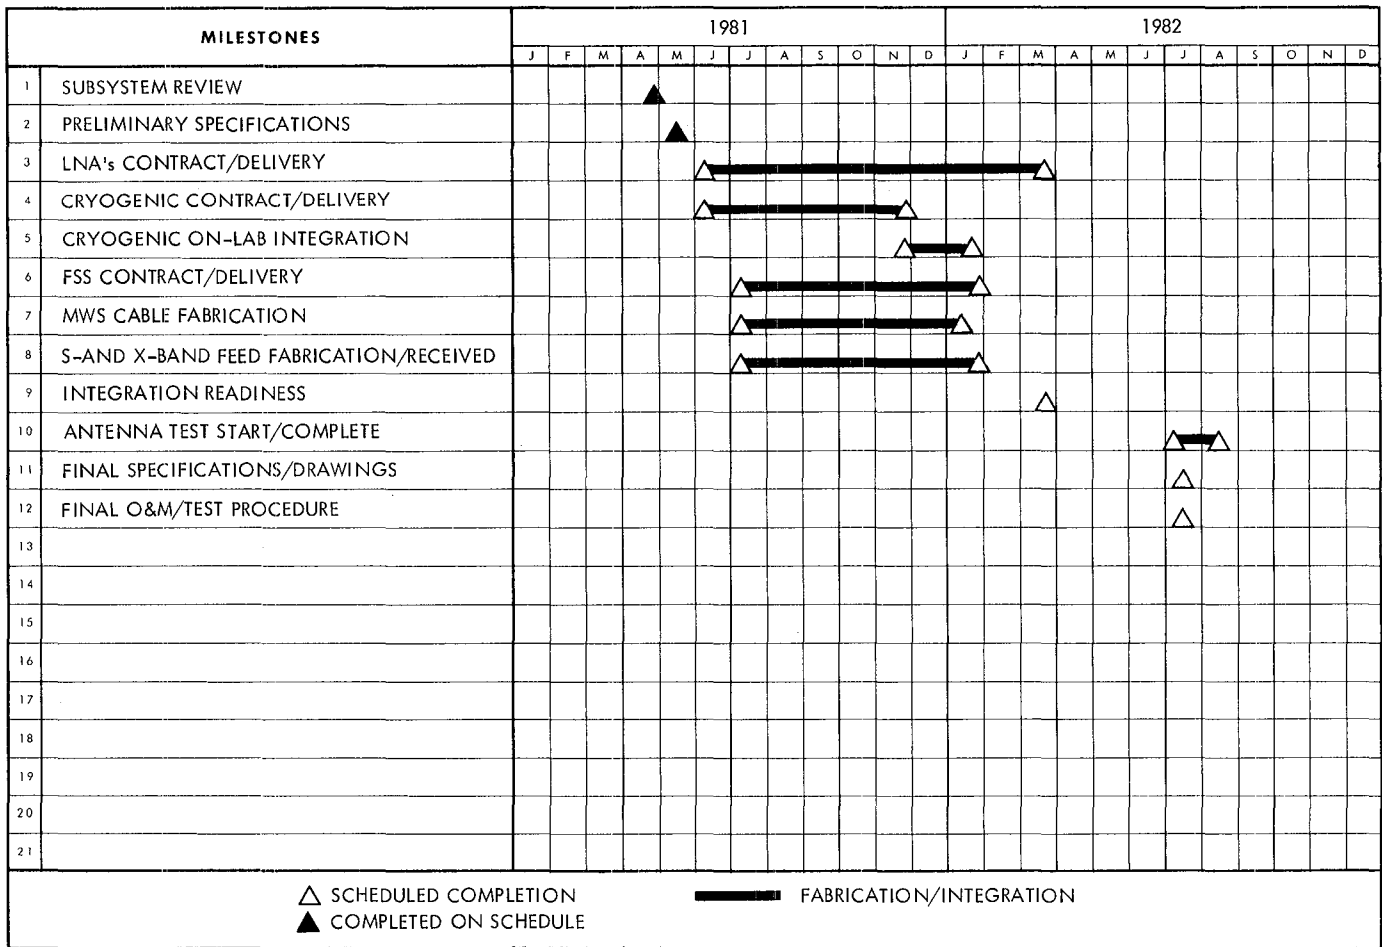 MILESTONES
1981
1982
J F M A M J J A S O N D J F M A M J J A S O N D
1 SUBSYSTEM REVIEW
2 PRELIMINARY SPECIFICATIONS
3 LNA's CONTRACT/DELIVERY
4 CRYOGENIC CONTRACT/DELIVERY
5 CRYOGENIC ON-LAB INTEGRATION
6 FSS CONTRACT/DELIVERY
7 MWS CABLE FABRICATION
8 S-AND X-BAND FEED FABRICATION/RECEIVED
9 INTEGRATION READINESS
10 ANTENNA TEST START/COMPLETE
11 FINAL SPECIFICATIONS/DRAWINGS
12 FINAL O&M/TEST PROCEDURE
13
14
15
16
17
18
19
20
21
SCHEDULED COMPLETION FABRICATION/INTEGRATION
COMPLETED ON SCHEDULE